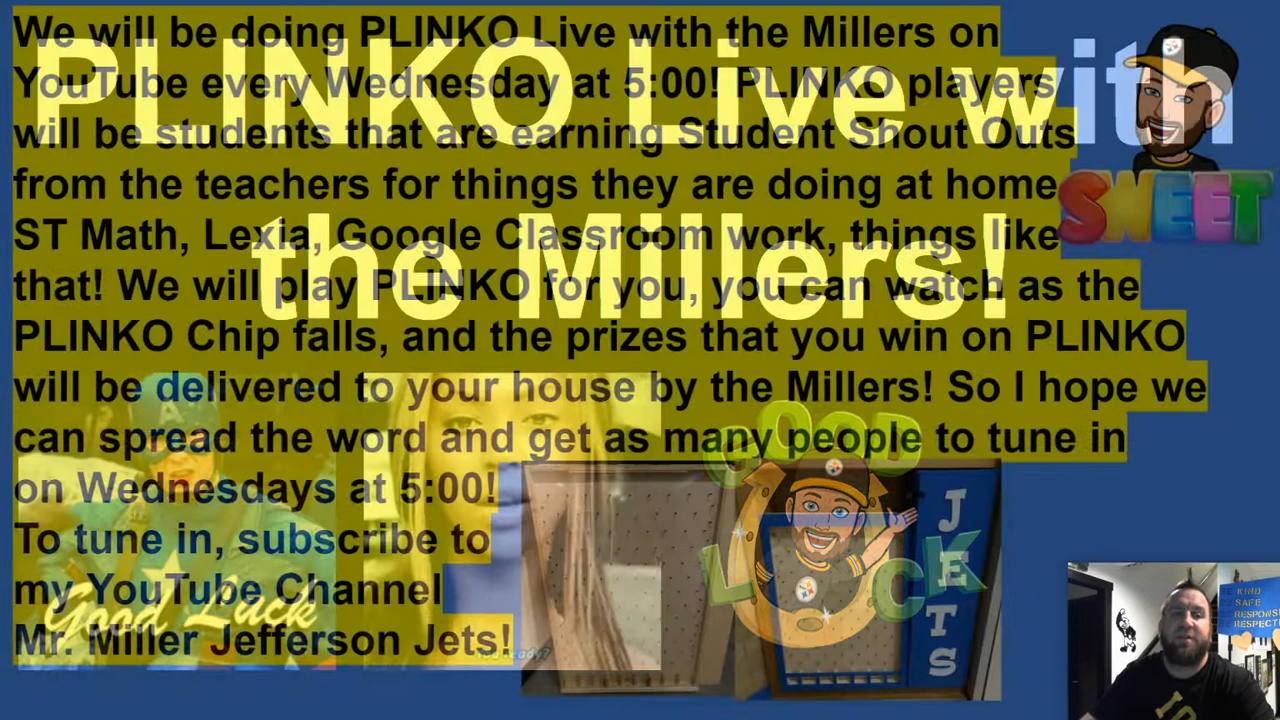 We will be doing PLINKO Live with the Millers on
YouTube every Wednesday at 5:00! PLINKO players
will be students that are earning Student Shout Outs
from the teachers for things they are doing at home
ST Math, Lexia, Google Classroom work, things like
that! We will play PLINKO for you, you can watch as the
PLINKO Chip falls, and the prizes that you win on PLINKO
will be delivered to your house by the Millers! So I hope we
can spread the word and get as many people to tune in
on Wednesdays at 5:00!
To tune in, subscribe to
my YouTube Channel
Mr. Miller Jefferson Jets!
PLINKO Live with
the Millers!
SWEET
A
Good Luck
GOOD
LUCK
JETS
KIND
SAFE